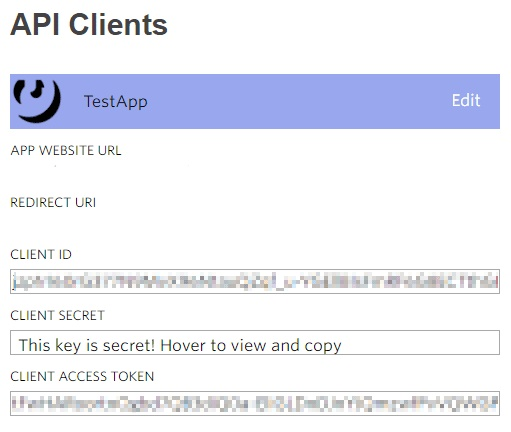 API Clients
TestApp
Edit
APP WEBSITE URL
REDIRECT URI
CLIENT ID
CLIENT SECRET
This key is secret! Hover to view and copy
CLIENT ACCESS TOKEN